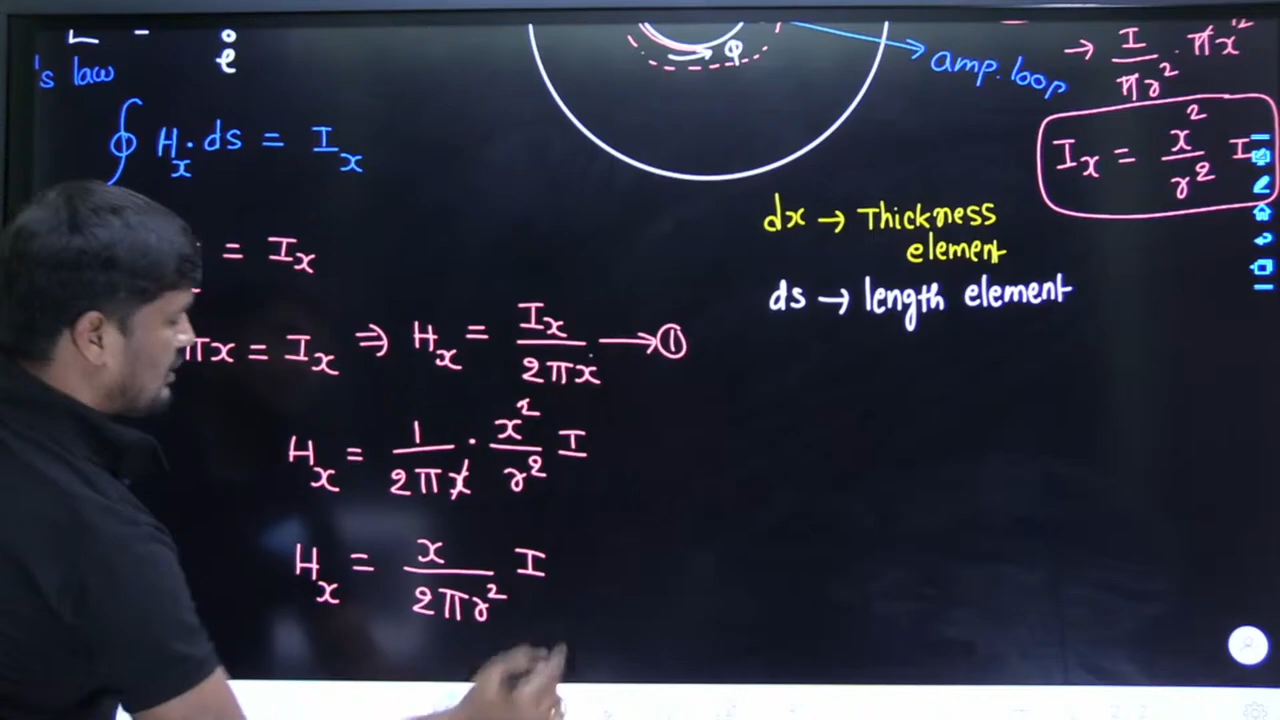 's law
∮ Hx · ds = Ix
= Ix
πx = Ix ⇒ Hx = Ix / 2πx → ①
Hx = 1 / 2πx · x² / r² I
Hx = x / 2πr² I
φ
amp. loop
dx → Thickness
element
ds → length element
→ I / πr² · πx²
Ix = x² / r² I